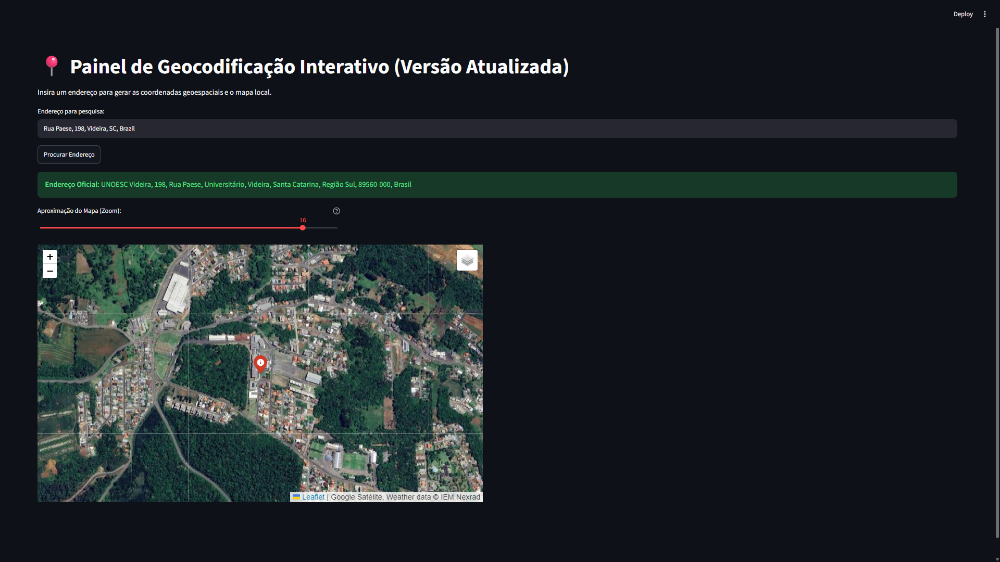 Deploy
Painel de Geocodificação Interativo (Versão Atualizada)
Insira um endereço para gerar as coordenadas geoespaciais e o mapa local.
Endereço para pesquisa:
Rua Paese, 198, Videira, SC, Brazil
Procurar Endereço
Endereço Oficial: UNOESC Videira, 198, Rua Paese, Universitário, Videira, Santa Catarina, Região Sul, 89560-000, Brasil
Aproximação do Mapa (Zoom):
16
+
−
Leaflet | Google Satélite, Weather data © IEM Nexrad